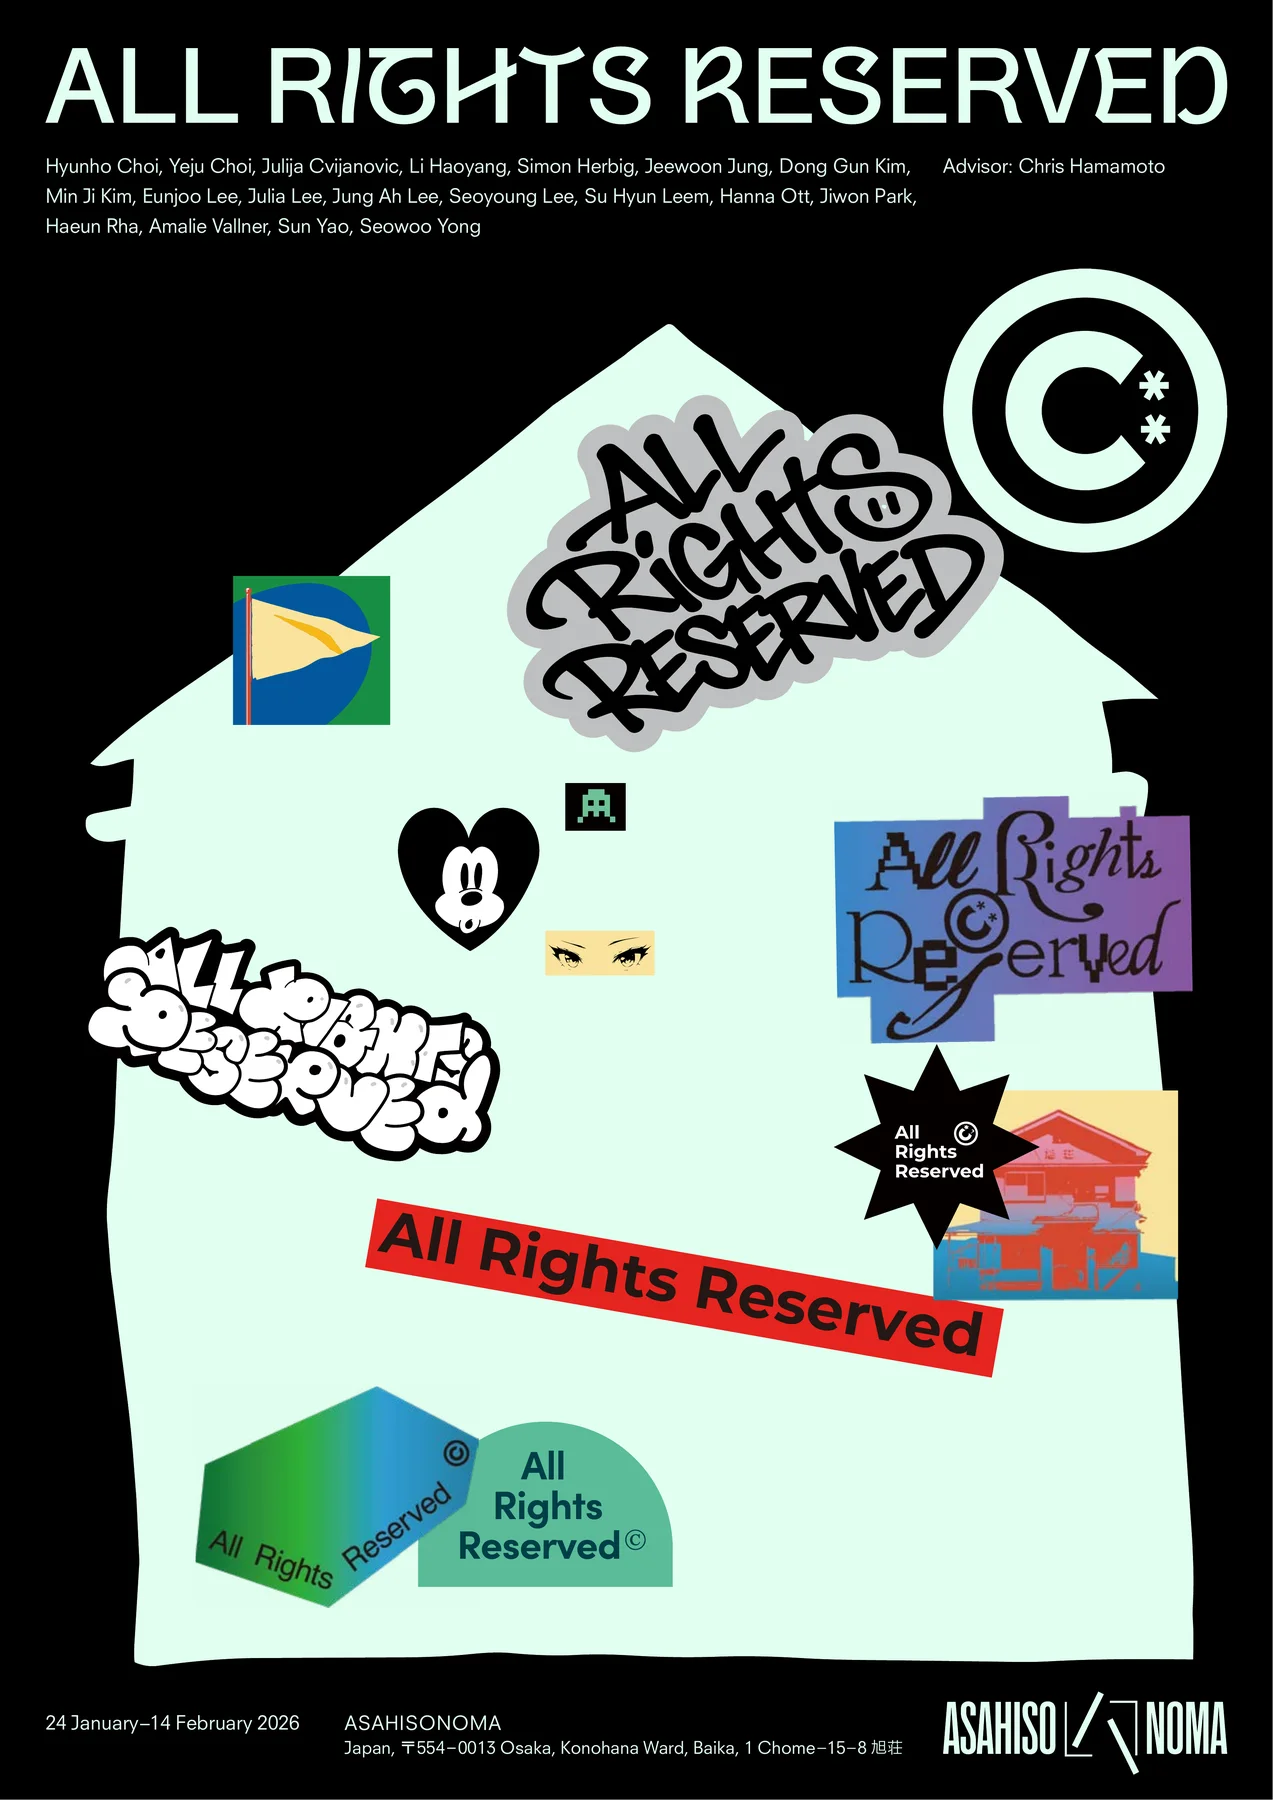 ALL RIGHTS RESERVED
Hyunho Choi, Yeju Choi, Julija Cvijanovic, Li Haoyang, Simon Herbig, Jeewoon Jung, Dong Gun Kim,
Min Ji Kim, Eunjoo Lee, Julia Lee, Jung Ah Lee, Seoyoung Lee, Su Hyun Leem, Hanna Ott, Jiwon Park,
Haeun Rha, Amalie Vallner, Sun Yao, Seowoo Yong
Advisor: Chris Hamamoto
C**
ALL
RiGHTS
RESERVED
All Rights
Reserved
C**
ALL RIGHTS
RESERVED
All ©
Rights
Reserved
All Rights Reserved
All Rights Reserved ©
All
Rights
Reserved©
24 January–14 February 2026
ASAHISONOMA
Japan, 〒554–0013 Osaka, Konohana Ward, Baika, 1 Chome–15–8 旭荘
ASAHISO NOMA